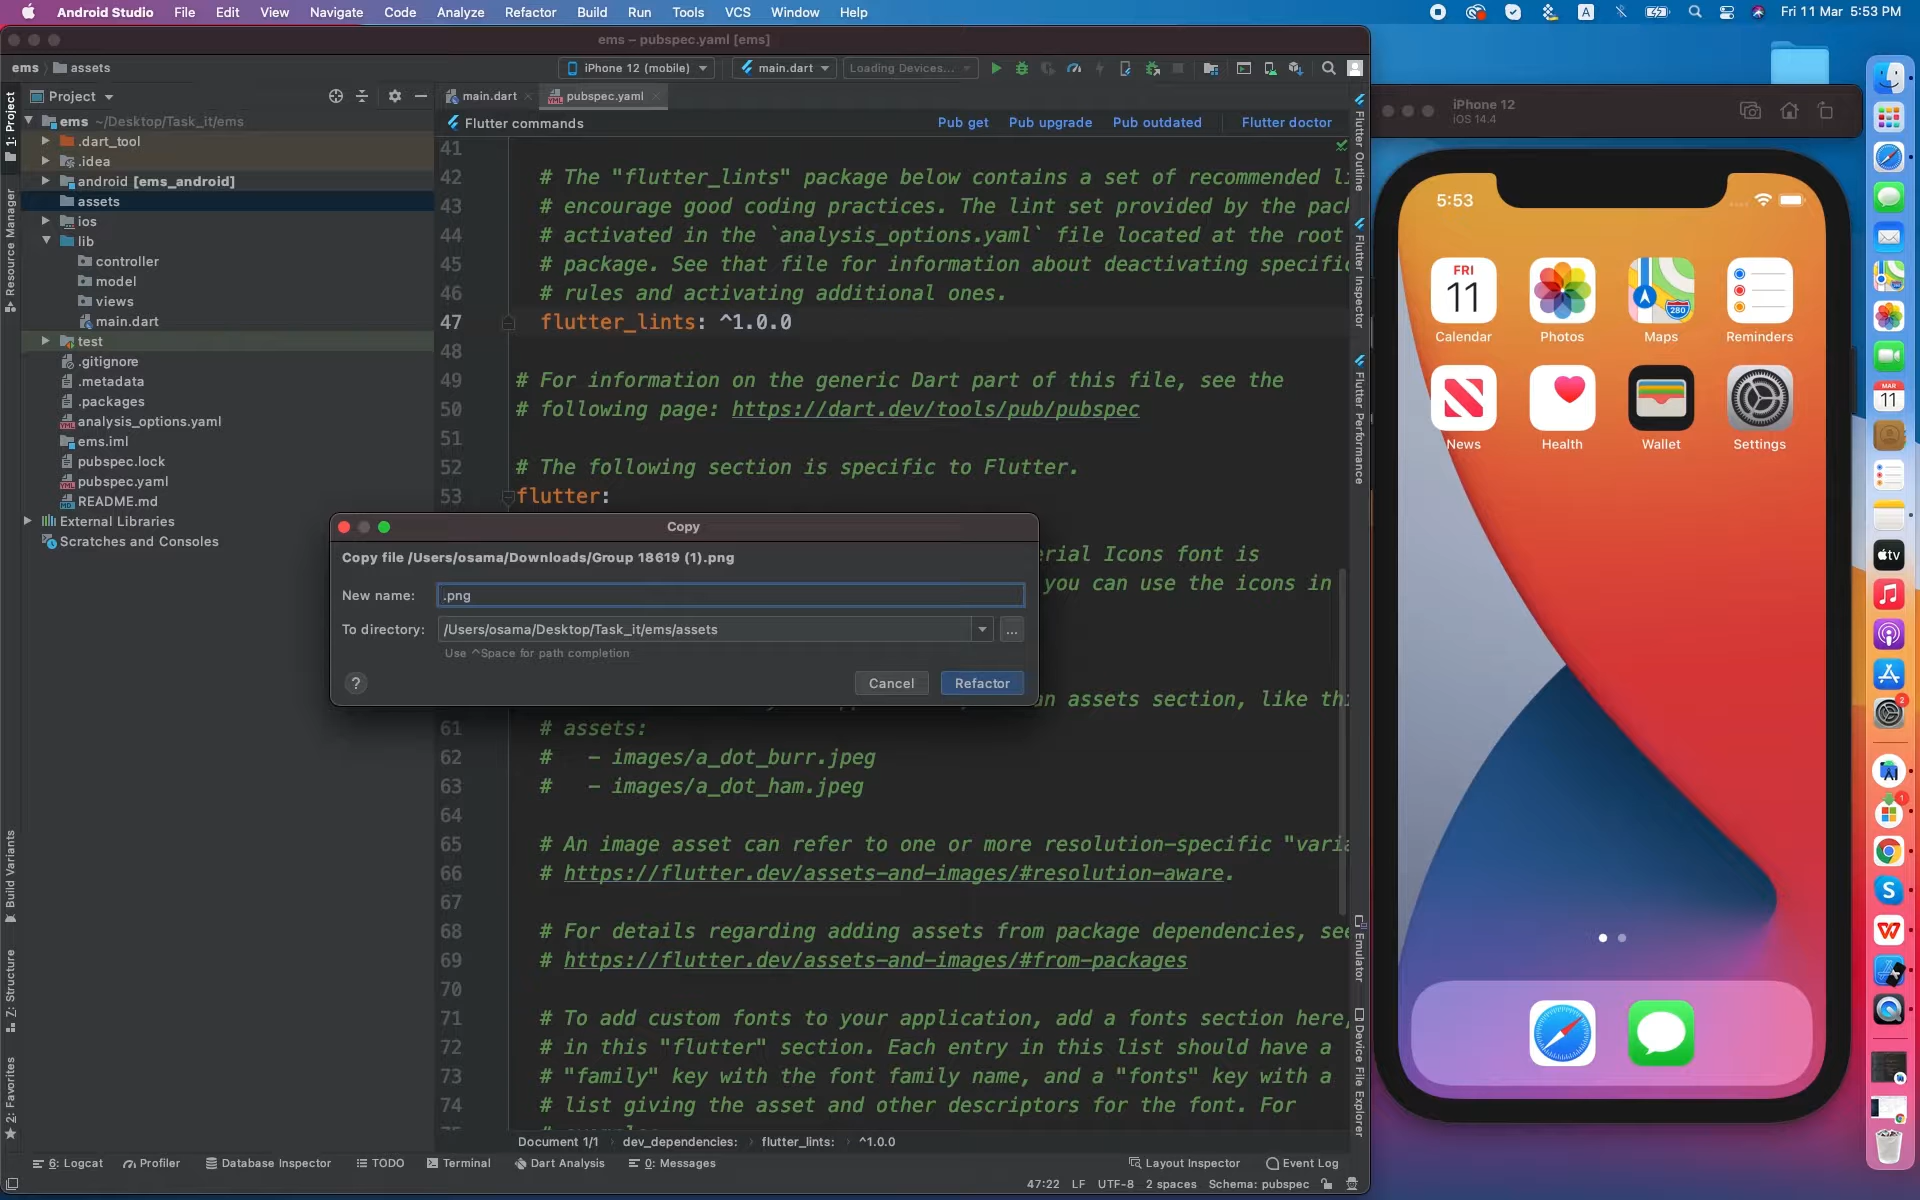 Android Studio File Edit View Navigate Code Analyze Refactor Build Run Tools VCS Window Help
A Fri 11 Mar 5:53 PM
ems – pubspec.yaml [ems]
ems assets
iPhone 12 (mobile) main.dart Loading Devices...
Project
main.dart pubspec.yaml
Flutter commands Pub get Pub upgrade Pub outdated Flutter doctor
ems ~/Desktop/Task_it/ems
.dart_tool
.idea
android [ems_android]
assets
ios
lib
controller
model
views
main.dart
test
.gitignore
.metadata
.packages
analysis_options.yaml
ems.iml
pubspec.lock
pubspec.yaml
README.md
External Libraries
Scratches and Consoles
1: Project
Resource Manager
Build Variants
Z: Structure
2: Favorites
41
42 # The "flutter_lints" package below contains a set of recommended
43 # encourage good coding practices. The lint set provided by the
44 # activated in the `analysis_options.yaml` file located at the root
45 # package. See that file for information about deactivating
46 # rules and activating additional ones.
47 flutter_lints: ^1.0.0
48
49 # For information on the generic Dart part of this file, see the
50 # following page: https://dart.dev/tools/pub/pubspec
51
52 # The following section is specific to Flutter.
53 flutter:
Icons font is
you can use the icons in
an assets section, like
61 # assets:
62 # - images/a_dot_burr.jpeg
63 # - images/a_dot_ham.jpeg
64
65 # An image asset can refer to one or more resolution-specific
66 # https://flutter.dev/assets-and-images/#resolution-aware.
67
68 # For details regarding adding assets from package dependencies,
69 # https://flutter.dev/assets-and-images/#from-packages
70
71 # To add custom fonts to your application, add a fonts section here,
72 # in this "flutter" section. Each entry in this list should have a
73 # "family" key with the font family name, and a "fonts" key with a
74 # list giving the asset and other descriptors for the font. For
Copy
Copy file /Users/osama/Downloads/Group 18619 (1).png
New name: .png
To directory: /Users/osama/Desktop/Task_it/ems/assets ...
Use ^Space for path completion
? Cancel Refactor
Document 1/1 dev_dependencies: flutter_lints: ^1.0.0
6: Logcat Profiler Database Inspector TODO Terminal Dart Analysis 0: Messages Layout Inspector Event Log
47:22 LF UTF-8 2 spaces Schema: pubspec
Flutter Outline
Flutter Inspector
Flutter Performance
Emulator
Device File Explorer
iPhone 12
iOS 14.4
5:53
FRI
11
280
Calendar Photos Maps Reminders
News Health Wallet Settings
MAR
11
tv
2
1
S
W